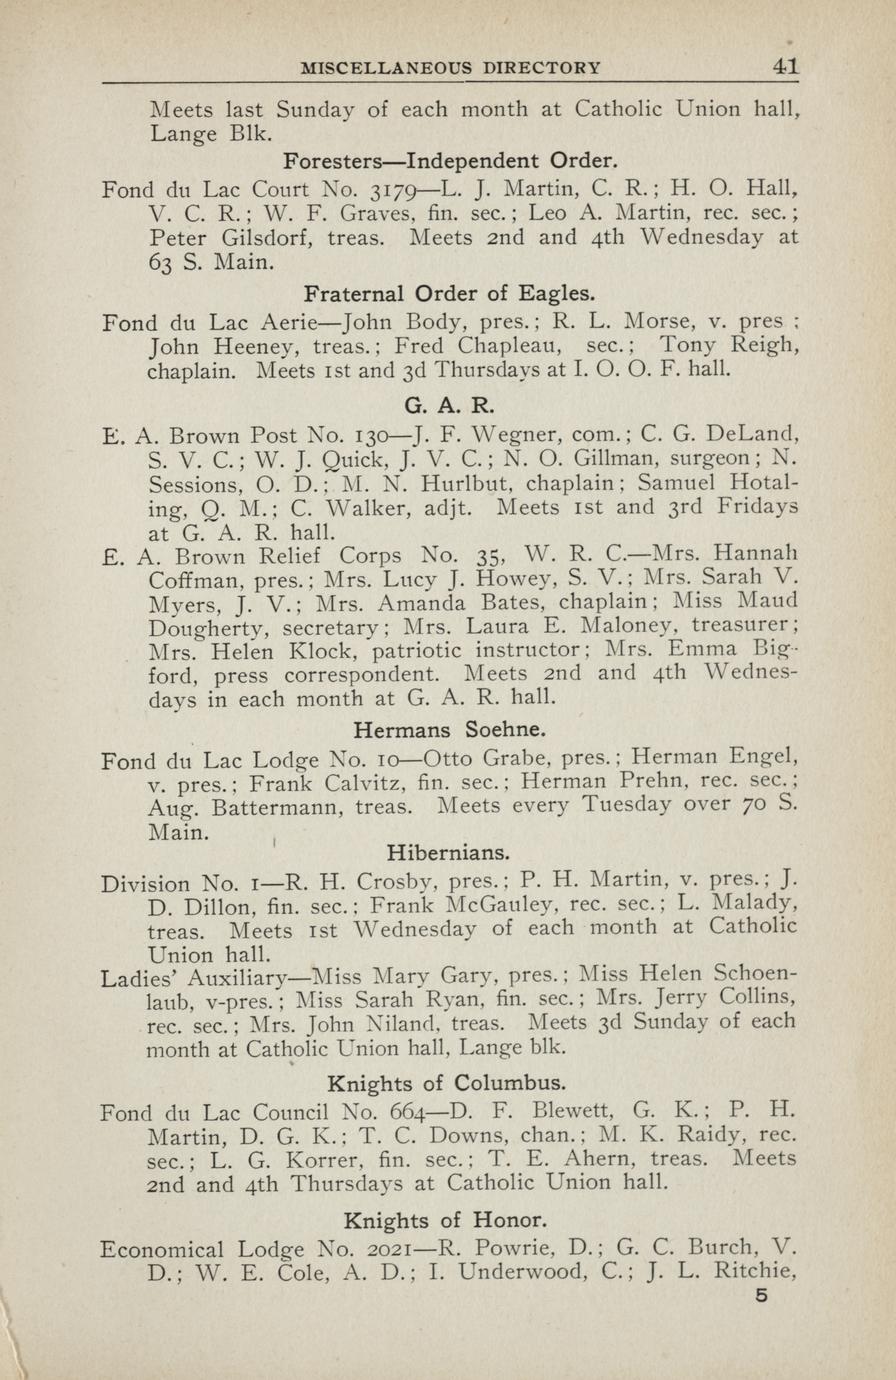 MISCELLANEOUS DIRECTORY 41
Meets last Sunday of each month at Catholic Union hall,
Lange Blk.
Foresters—Independent Order.
Fond du Lac Court No. 3179—L. J. Martin, C. R.; H. O. Hall,
V. C. R.; W. F. Graves, fin. sec.; Leo A. Martin, rec. sec.;
Peter Gilsdorf, treas. Meets 2nd and 4th Wednesday at
63 S. Main.
Fraternal Order of Eagles.
Fond du Lac Aerie—John Body, pres.; R. L. Morse, v. pres ;
John Heeney, treas.; Fred Chapleau, sec.; Tony Reigh,
chaplain. Meets 1st and 3d Thursdays at I. O. O. F. hall.
G. A. R.
E. A. Brown Post No. 130—J. F. Wegner, com.; C. G. DeLand,
S. V. C.; W. J. Quick, J. V. C.; N. O. Gillman, surgeon; N.
Sessions, O. D.; M. N. Hurlbut, chaplain; Samuel Hotal-
ing, Q. M.; C. Walker, adjt. Meets 1st and 3rd Fridays
at G. A. R. hall.
E. A. Brown Relief Corps No. 35, W. R. C.—Mrs. Hannah
Coffman, pres.; Mrs. Lucy J. Howey, S. V.; Mrs. Sarah V.
Myers, J. V.; Mrs. Amanda Bates, chaplain; Miss Maud
Dougherty, secretary; Mrs. Laura E. Maloney, treasurer;
Mrs. Helen Klock, patriotic instructor; Mrs. Emma Big-
ford, press correspondent. Meets 2nd and 4th Wednes-
days in each month at G. A. R. hall.
Hermans Soehne.
Fond du Lac Lodge No. 10—Otto Grabe, pres.; Herman Engel,
v. pres.; Frank Calvitz, fin. sec.; Herman Prehn, rec. sec.;
Aug. Battermann, treas. Meets every Tuesday over 70 S.
Main.
Hibernians.
Division No. 1—R. H. Crosby, pres.; P. H. Martin, v. pres.; J.
D. Dillon, fin. sec.; Frank McGauley, rec. sec.; L. Malady,
treas. Meets 1st Wednesday of each month at Catholic
Union hall.
Ladies' Auxiliary—Miss Mary Gary, pres.; Miss Helen Schoen-
laub, v-pres.; Miss Sarah Ryan, fin. sec.; Mrs. Jerry Collins,
rec. sec.; Mrs. John Niland, treas. Meets 3d Sunday of each
month at Catholic Union hall, Lange blk.
Knights of Columbus.
Fond du Lac Council No. 664—D. F. Blewett, G. K.; P. H.
Martin, D. G. K.; T. C. Downs, chan.; M. K. Raidy, rec.
sec.; L. G. Korrer, fin. sec.; T. E. Ahern, treas. Meets
2nd and 4th Thursdays at Catholic Union hall.
Knights of Honor.
Economical Lodge No. 2021—R. Powrie, D.; G. C. Burch, V.
D.; W. E. Cole, A. D.; I. Underwood, C.; J. L. Ritchie,
5